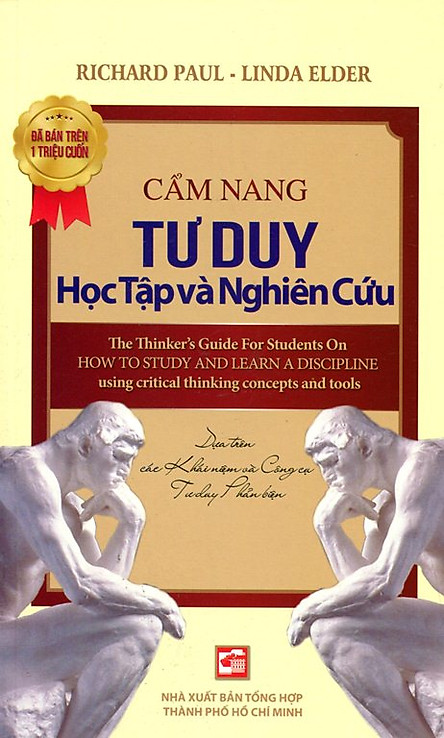 RICHARD PAUL - LINDA ELDER
ĐÃ BÁN TRÊN
1 TRIỆU CUỐN
CẨM NANG
TƯ DUY
Học Tập và Nghiên Cứu
The Thinker's Guide For Students On
HOW TO STUDY AND LEARN A DISCIPLINE
using critical thinking concepts and tools
Dựa trên
các Khái niệm và Công cụ
Tư duy Phản biện
NHÀ XUẤT BẢN TỔNG HỢP
THÀNH PHỐ HỒ CHÍ MINH